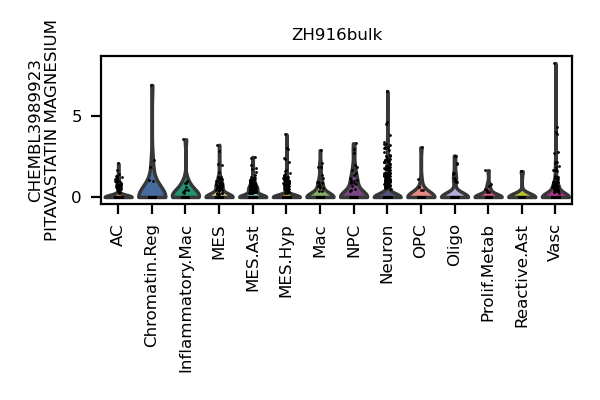 ZH916bulk
CHEMBL3989923
PITAVASTATIN MAGNESIUM
5
0
AC
Chromatin.Reg
Inflammatory.Mac
MES
MES.Ast
MES.Hyp
Mac
NPC
Neuron
OPC
Oligo
Prolif.Metab
Reactive.Ast
Vasc